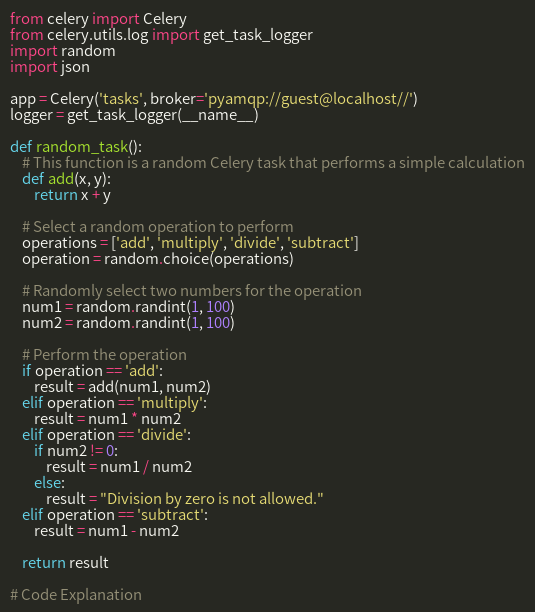 from celery import Celery
from celery.utils.log import get_task_logger
import random
import json

app = Celery('tasks', broker='pyamqp://guest@localhost//')
logger = get_task_logger(__name__)

def random_task():
    # This function is a random Celery task that performs a simple calculation
    def add(x, y):
        return x + y

    # Select a random operation to perform
    operations = ['add', 'multiply', 'divide', 'subtract']
    operation = random.choice(operations)

    # Randomly select two numbers for the operation
    num1 = random.randint(1, 100)
    num2 = random.randint(1, 100)

    # Perform the operation
    if operation == 'add':
        result = add(num1, num2)
    elif operation == 'multiply':
        result = num1 * num2
    elif operation == 'divide':
        if num2 != 0:
            result = num1 / num2
        else:
            result = "Division by zero is not allowed."
    elif operation == 'subtract':
        result = num1 - num2

    return result

# Code Explanation